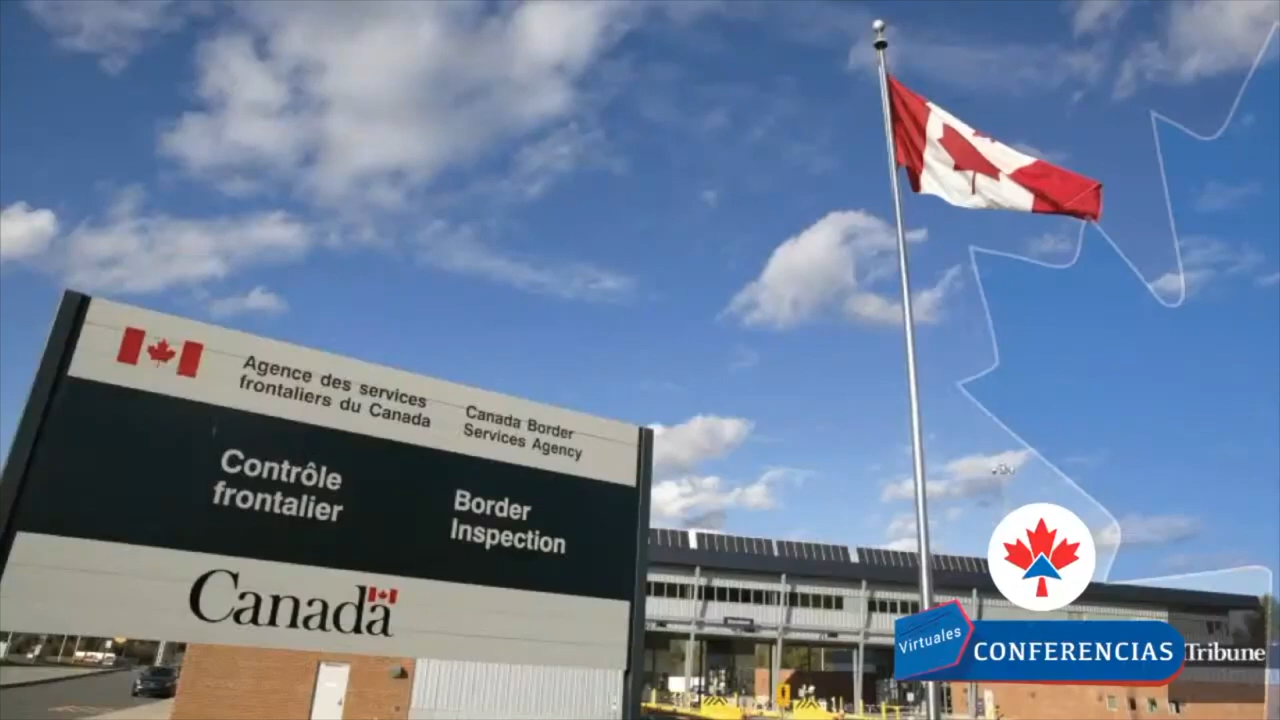 Agence des services
frontaliers du Canada
Canada Border
Services Agency
Contrôle
frontalier
Border
Inspection
Canada
Virtuales
CONFERENCIAS
Tribune